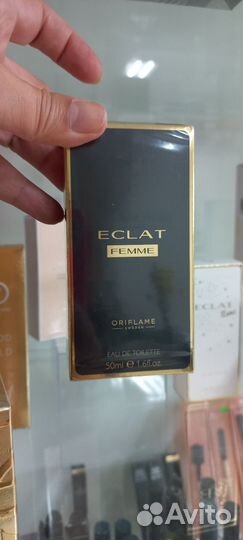 ECLAT
FEMME
ORIFLAME
SWEDEN
EAU DE TOILETTE
50ml ℮ 1.6fl.oz.
ECLAT
Avito